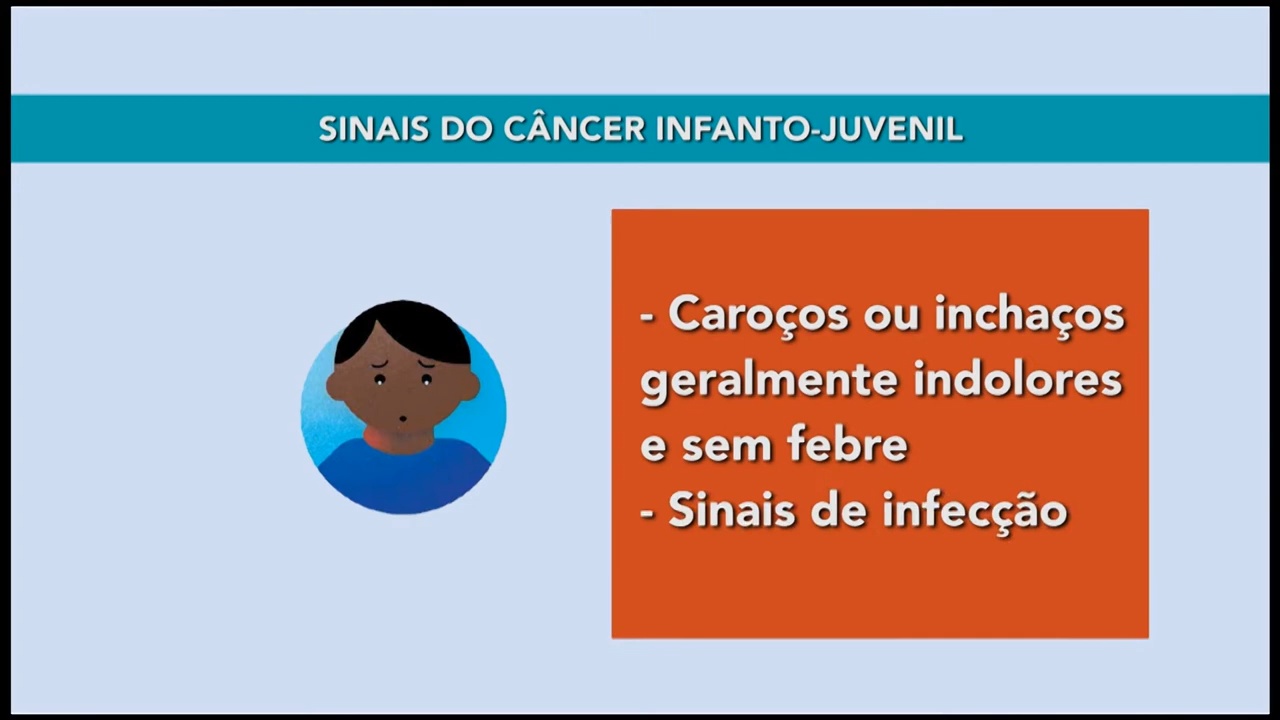 SINAIS DO CÂNCER INFANTO-JUVENIL
- Caroços ou inchaços
geralmente indolores
e sem febre
- Sinais de infecção